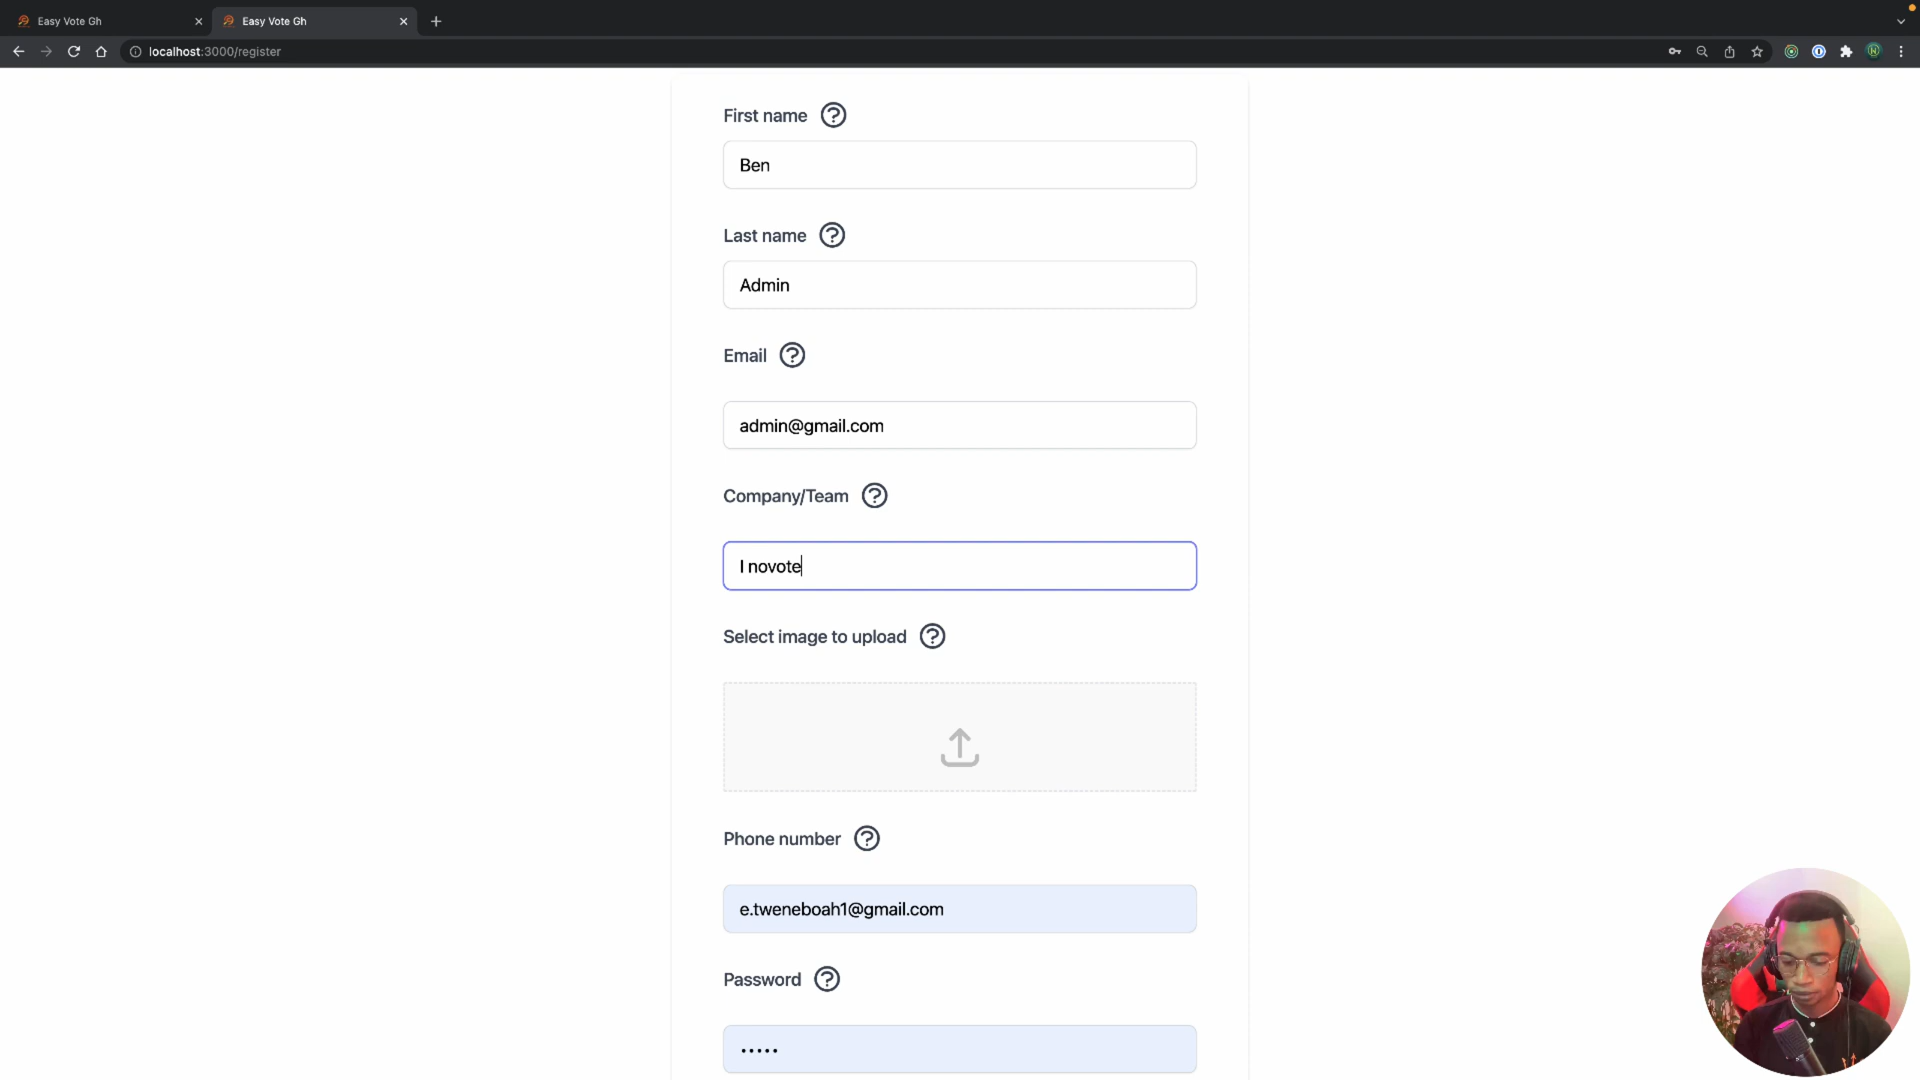 Easy Vote Gh
Easy Vote Gh
localhost:3000/register
First name
Ben
Last name
Admin
Email
admin@gmail.com
Company/Team
I novote
Select image to upload
Phone number
e.tweneboah1@gmail.com
Password
•••••